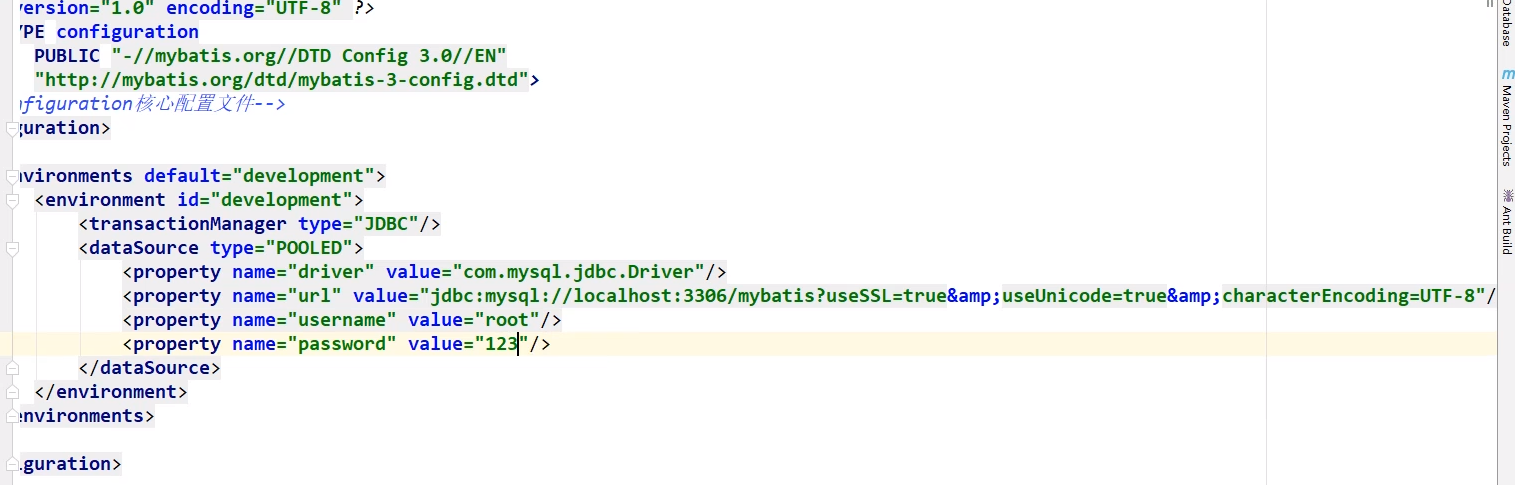 version="1.0" encoding="UTF-8" ?>
YPE configuration
PUBLIC "-//mybatis.org//DTD Config 3.0//EN"
"http://mybatis.org/dtd/mybatis-3-config.dtd">
nfiguration核心配置文件-->
guration>
nvironments default="development">
<environment id="development">
<transactionManager type="JDBC"/>
<dataSource type="POOLED">
<property name="driver" value="com.mysql.jdbc.Driver"/>
<property name="url" value="jdbc:mysql://localhost:3306/mybatis?useSSL=true&amp;useUnicode=true&amp;characterEncoding=UTF-8"/
<property name="username" value="root"/>
<property name="password" value="123"/>
</dataSource>
</environment>
environments>
guration>
Database
Maven Projects
Ant Build